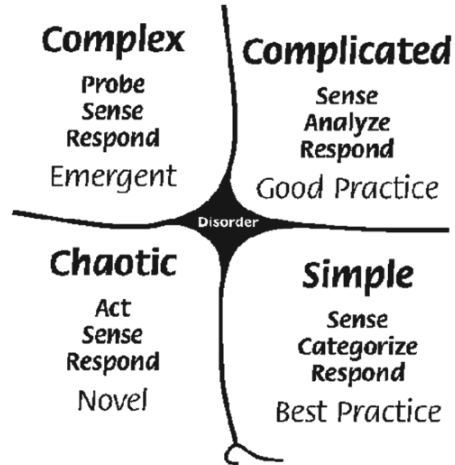 Complex
Probe
Sense
Respond
Emergent
Complicated
Sense
Analyze
Respond
Good Practice
Disorder
Chaotic
Act
Sense
Respond
Novel
Simple
Sense
Categorize
Respond
Best Practice